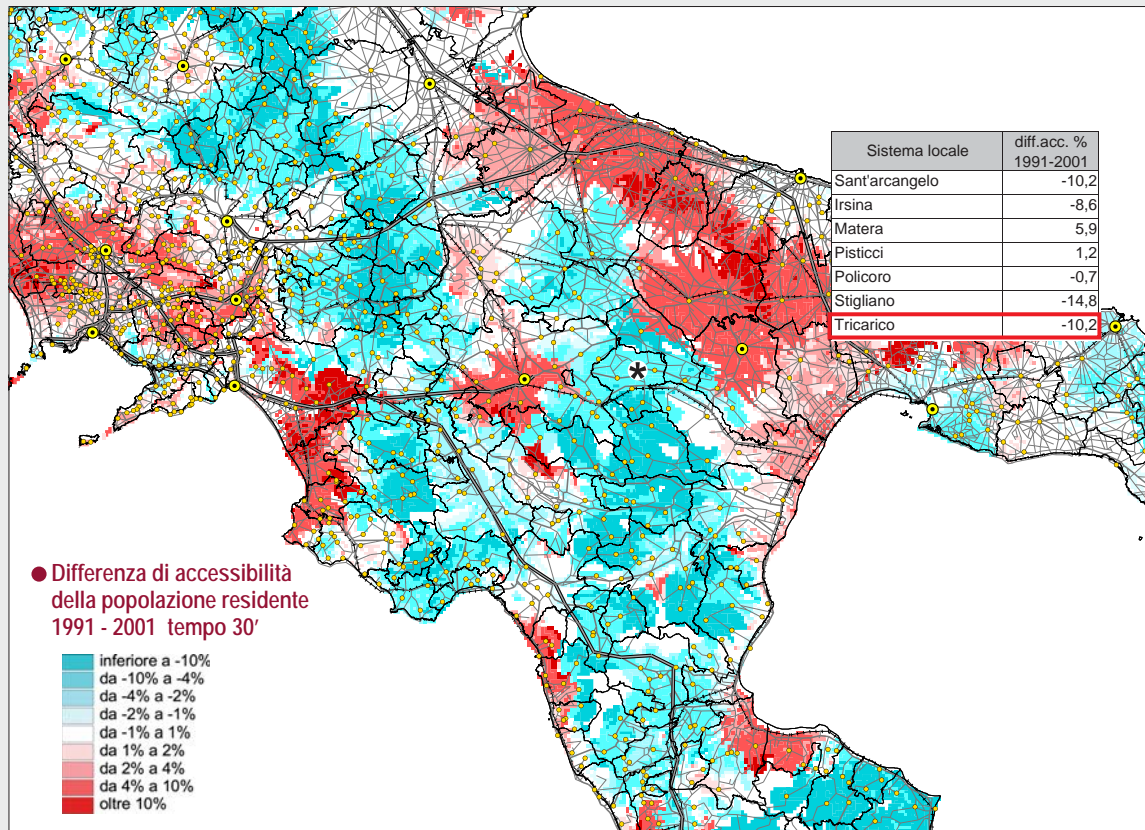 Sistema locale diff.acc. % 1991-2001
Sant'arcangelo -10,2
Irsina -8,6
Matera 5,9
Pisticci 1,2
Policoro -0,7
Stigliano -14,8
Tricarico -10,2
*
Differenza di accessibilità
della popolazione residente
1991 - 2001 tempo 30'
inferiore a -10%
da -10% a -4%
da -4% a -2%
da -2% a -1%
da -1% a 1%
da 1% a 2%
da 2% a 4%
da 4% a 10%
oltre 10%